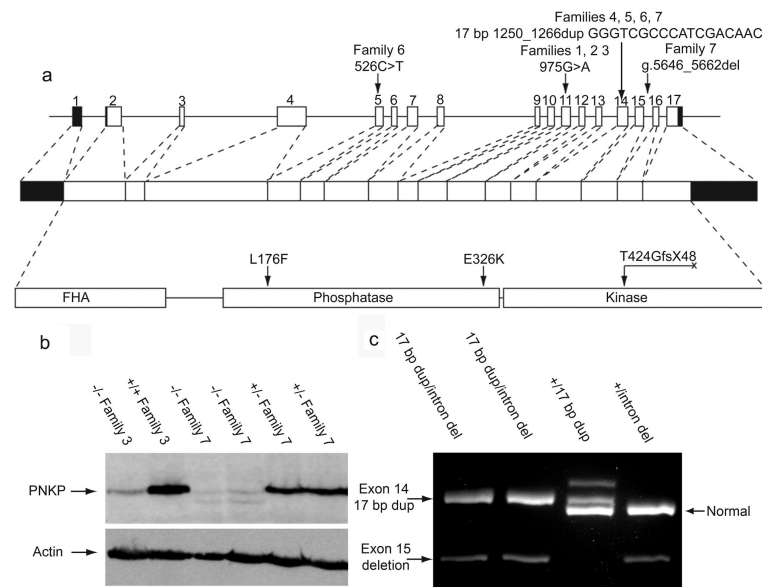 Families 4, 5, 6, 7
17 bp 1250_1266dup GGGTCGCCCATCGACAAC
Family 6
526C>T
Families 1, 2 3
975G>A
Family 7
g.5646_5662del
a
1 2 3 4 5 6 7 8 9 10 11 12 13 14 15 16 17
L176F E326K T424GfsX48
FHA Phosphatase Kinase
b
-/- Family 3
+/+ Family 3
-/- Family 7
-/- Family 7
+/- Family 7
+/- Family 7
PNKP
Actin
c
17 bp dup/intron del
17 bp dup/intron del
+/17 bp dup
+/intron del
Exon 14
17 bp dup
Normal
Exon 15
deletion